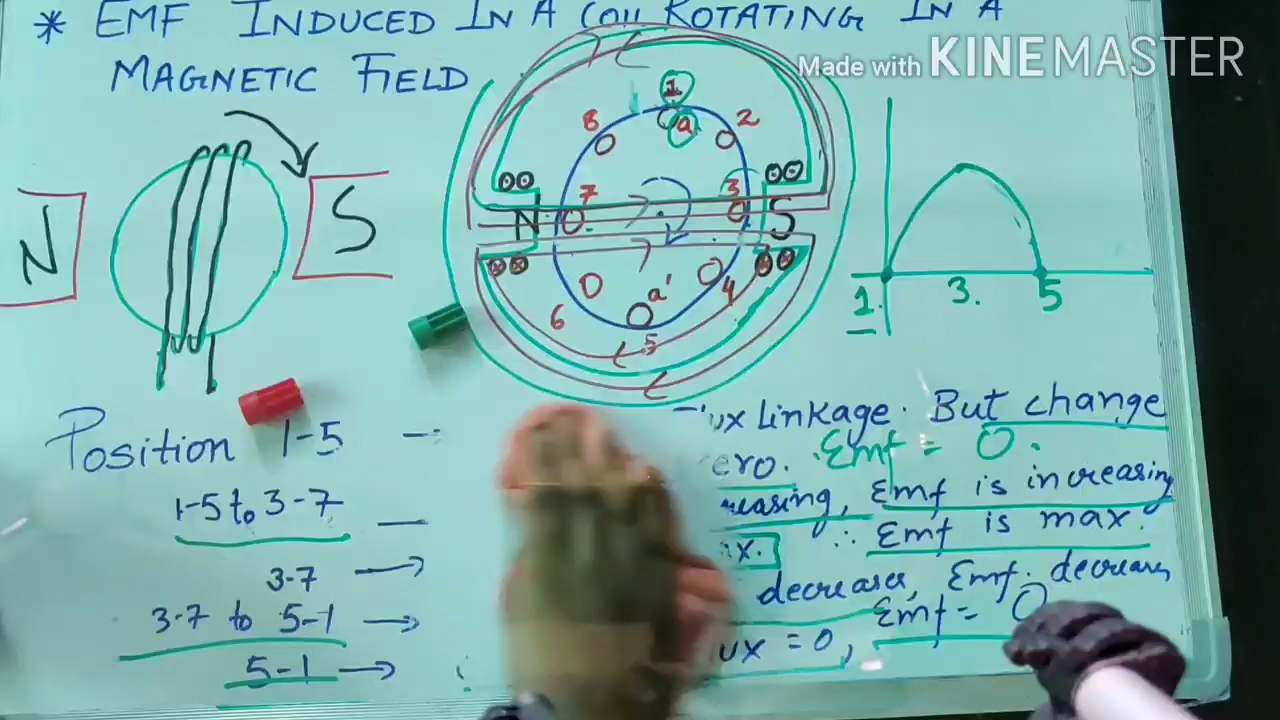 * EMF INDUCED IN A COIL ROTATING IN A
MAGNETIC FIELD
Made with KINEMASTER
N
S
1
a
2
8
7
3
N
S
4
a'
6
5
1.
3.
5
Position 1-5
linkage. But change
Emf = 0.
1-5 to 3-7
Emf is increasing
∴ Emf is max.
3-7 →
3-7 to 5-1 →
decreases, Emf. decreases
5-1 →
= 0, Emf = 0